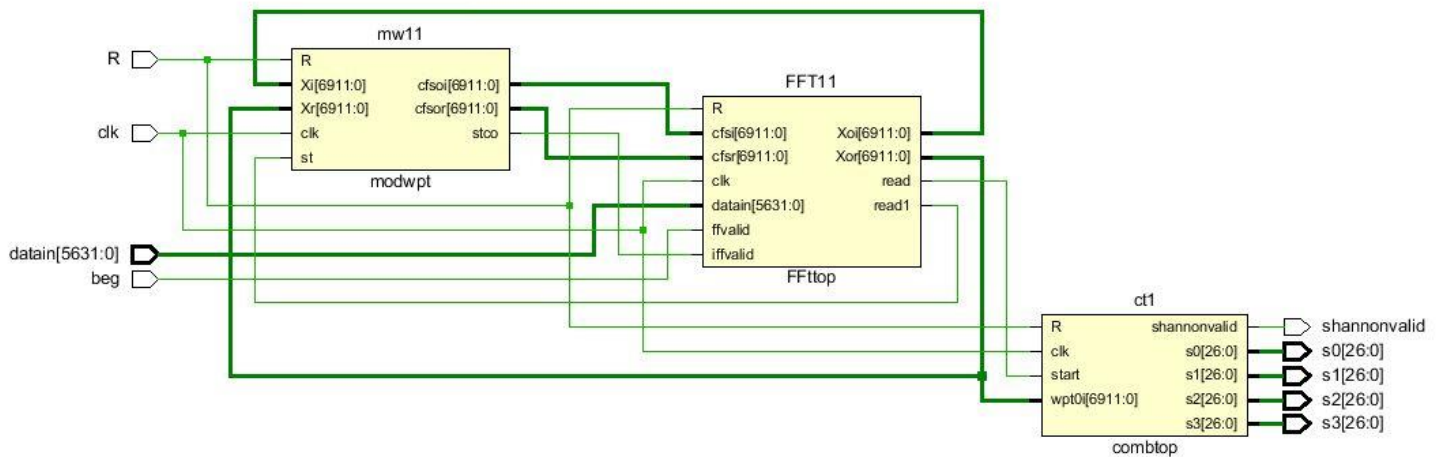 R
clk
datain[5631:0]
beg
mw11
R
Xi[6911:0]
Xr[6911:0]
clk
st
cfsoi[6911:0]
cfsor[6911:0]
stco
modwpt
FFT11
R
cfsi[6911:0]
cfsr[6911:0]
clk
datain[5631:0]
ffvalid
iffvalid
Xoi[6911:0]
Xor[6911:0]
read
read1
FFttop
ct1
R
clk
start
wpt0i[6911:0]
shannonvalid
s0[26:0]
s1[26:0]
s2[26:0]
s3[26:0]
combtop
shannonvalid
s0[26:0]
s1[26:0]
s2[26:0]
s3[26:0]